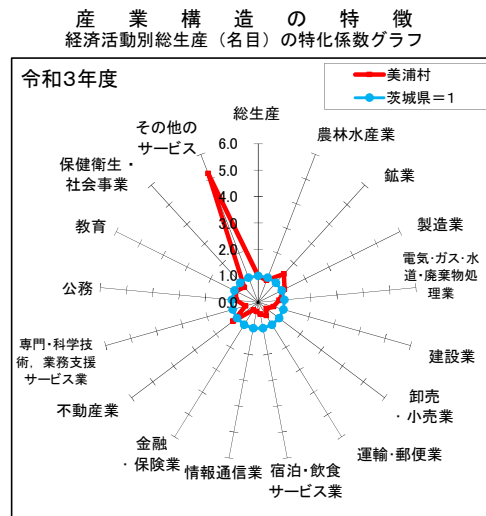 産業構造の特徴
経済活動別総生産（名目）の特化係数グラフ
令和3年度
美浦村
茨城県＝1
総生産
農林水産業
鉱業
製造業
電気・ガス・水
道・廃棄物処
理業
建設業
卸売
・小売業
運輸・郵便業
宿泊・飲食
サービス業
情報通信業
金融
・保険業
不動産業
専門・科学技
術，業務支援
サービス業
公務
教育
保健衛生・
社会事業
その他の
サービス
6.0
5.0
4.0
3.0
2.0
1.0
0.0